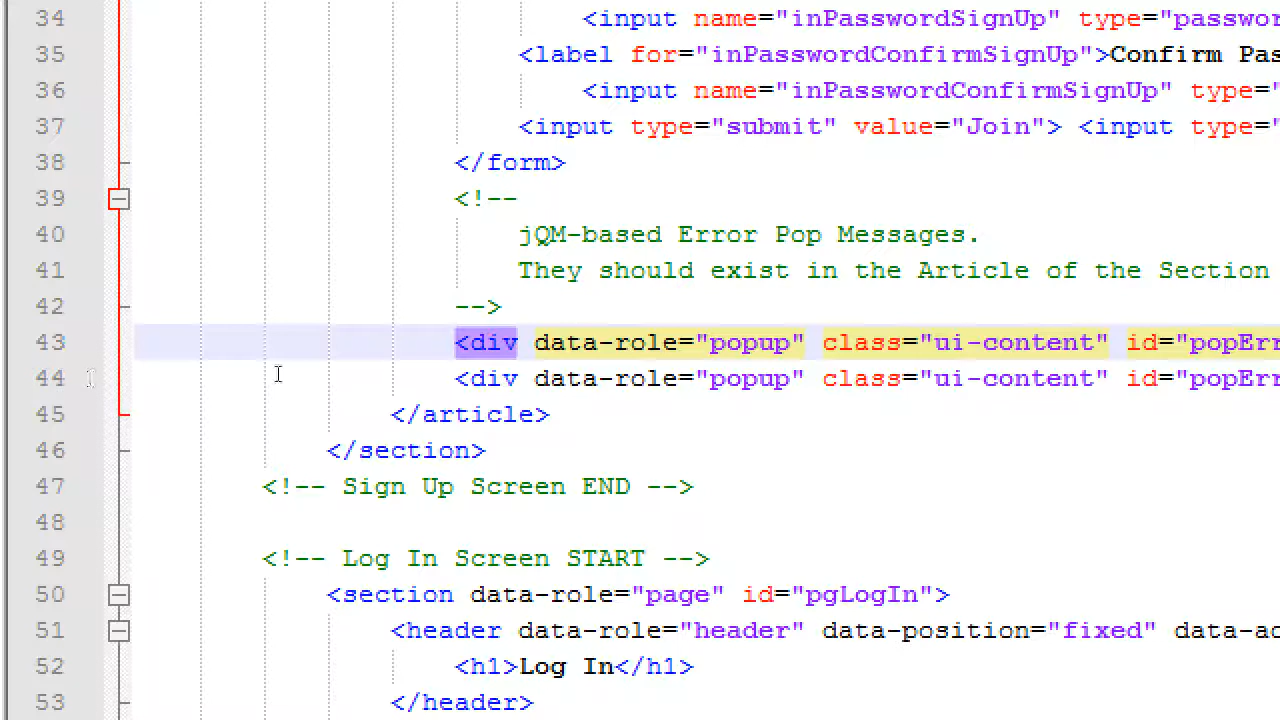 34 <input name="inPasswordSignUp" type="passwor
35 <label for="inPasswordConfirmSignUp">Confirm Pas
36 <input name="inPasswordConfirmSignUp" type="
37 <input type="submit" value="Join"> <input type="
38 </form>
39 <!--
40 jQM-based Error Pop Messages.
41 They should exist in the Article of the Section
42 -->
43 <div data-role="popup" class="ui-content" id="popErr
44 <div data-role="popup" class="ui-content" id="popErr
45 </article>
46 </section>
47 <!-- Sign Up Screen END -->
48
49 <!-- Log In Screen START -->
50 <section data-role="page" id="pgLogIn">
51 <header data-role="header" data-position="fixed" data-ad
52 <h1>Log In</h1>
53 </header>